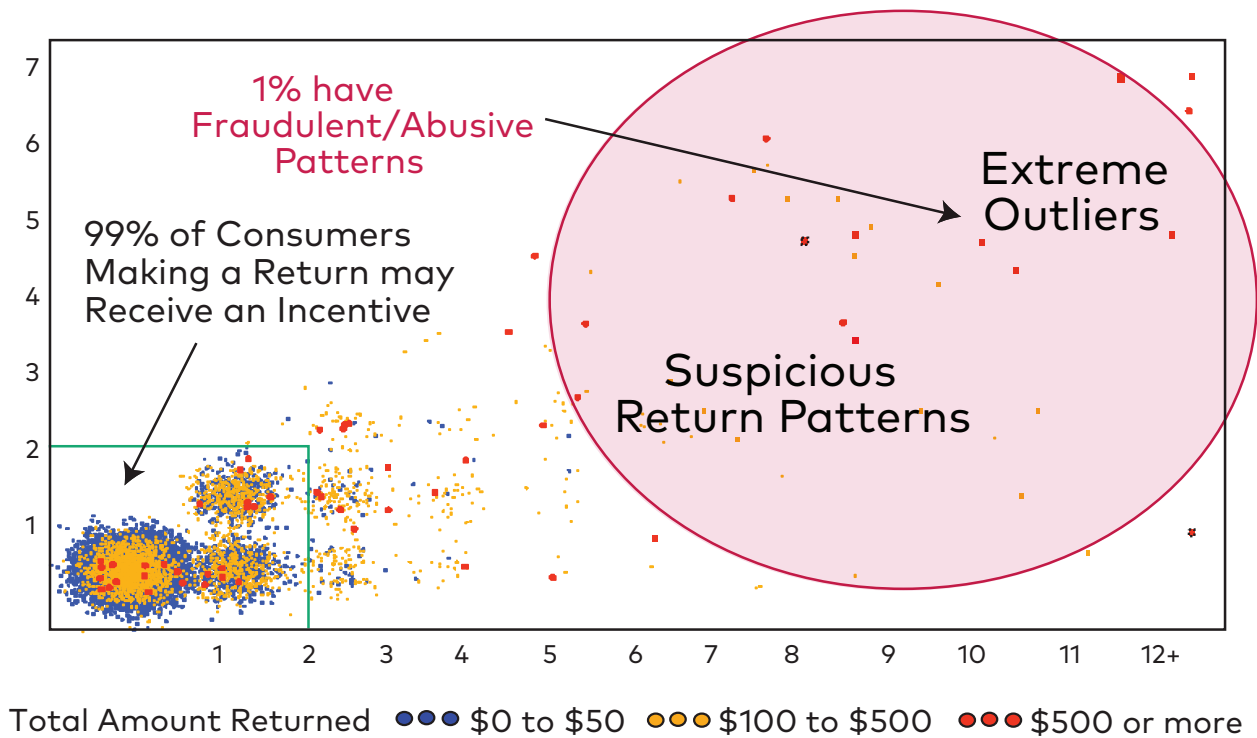 7
1% have
Fraudulent/Abusive
Patterns
6
Extreme
Outliers
5
99% of Consumers
Making a Return may
Receive an Incentive
4
3
Suspicious
Return Patterns
2
1
1 2 3 4 5 6 7 8 9 10 11 12+
Total Amount Returned $0 to $50 $100 to $500 $500 or more